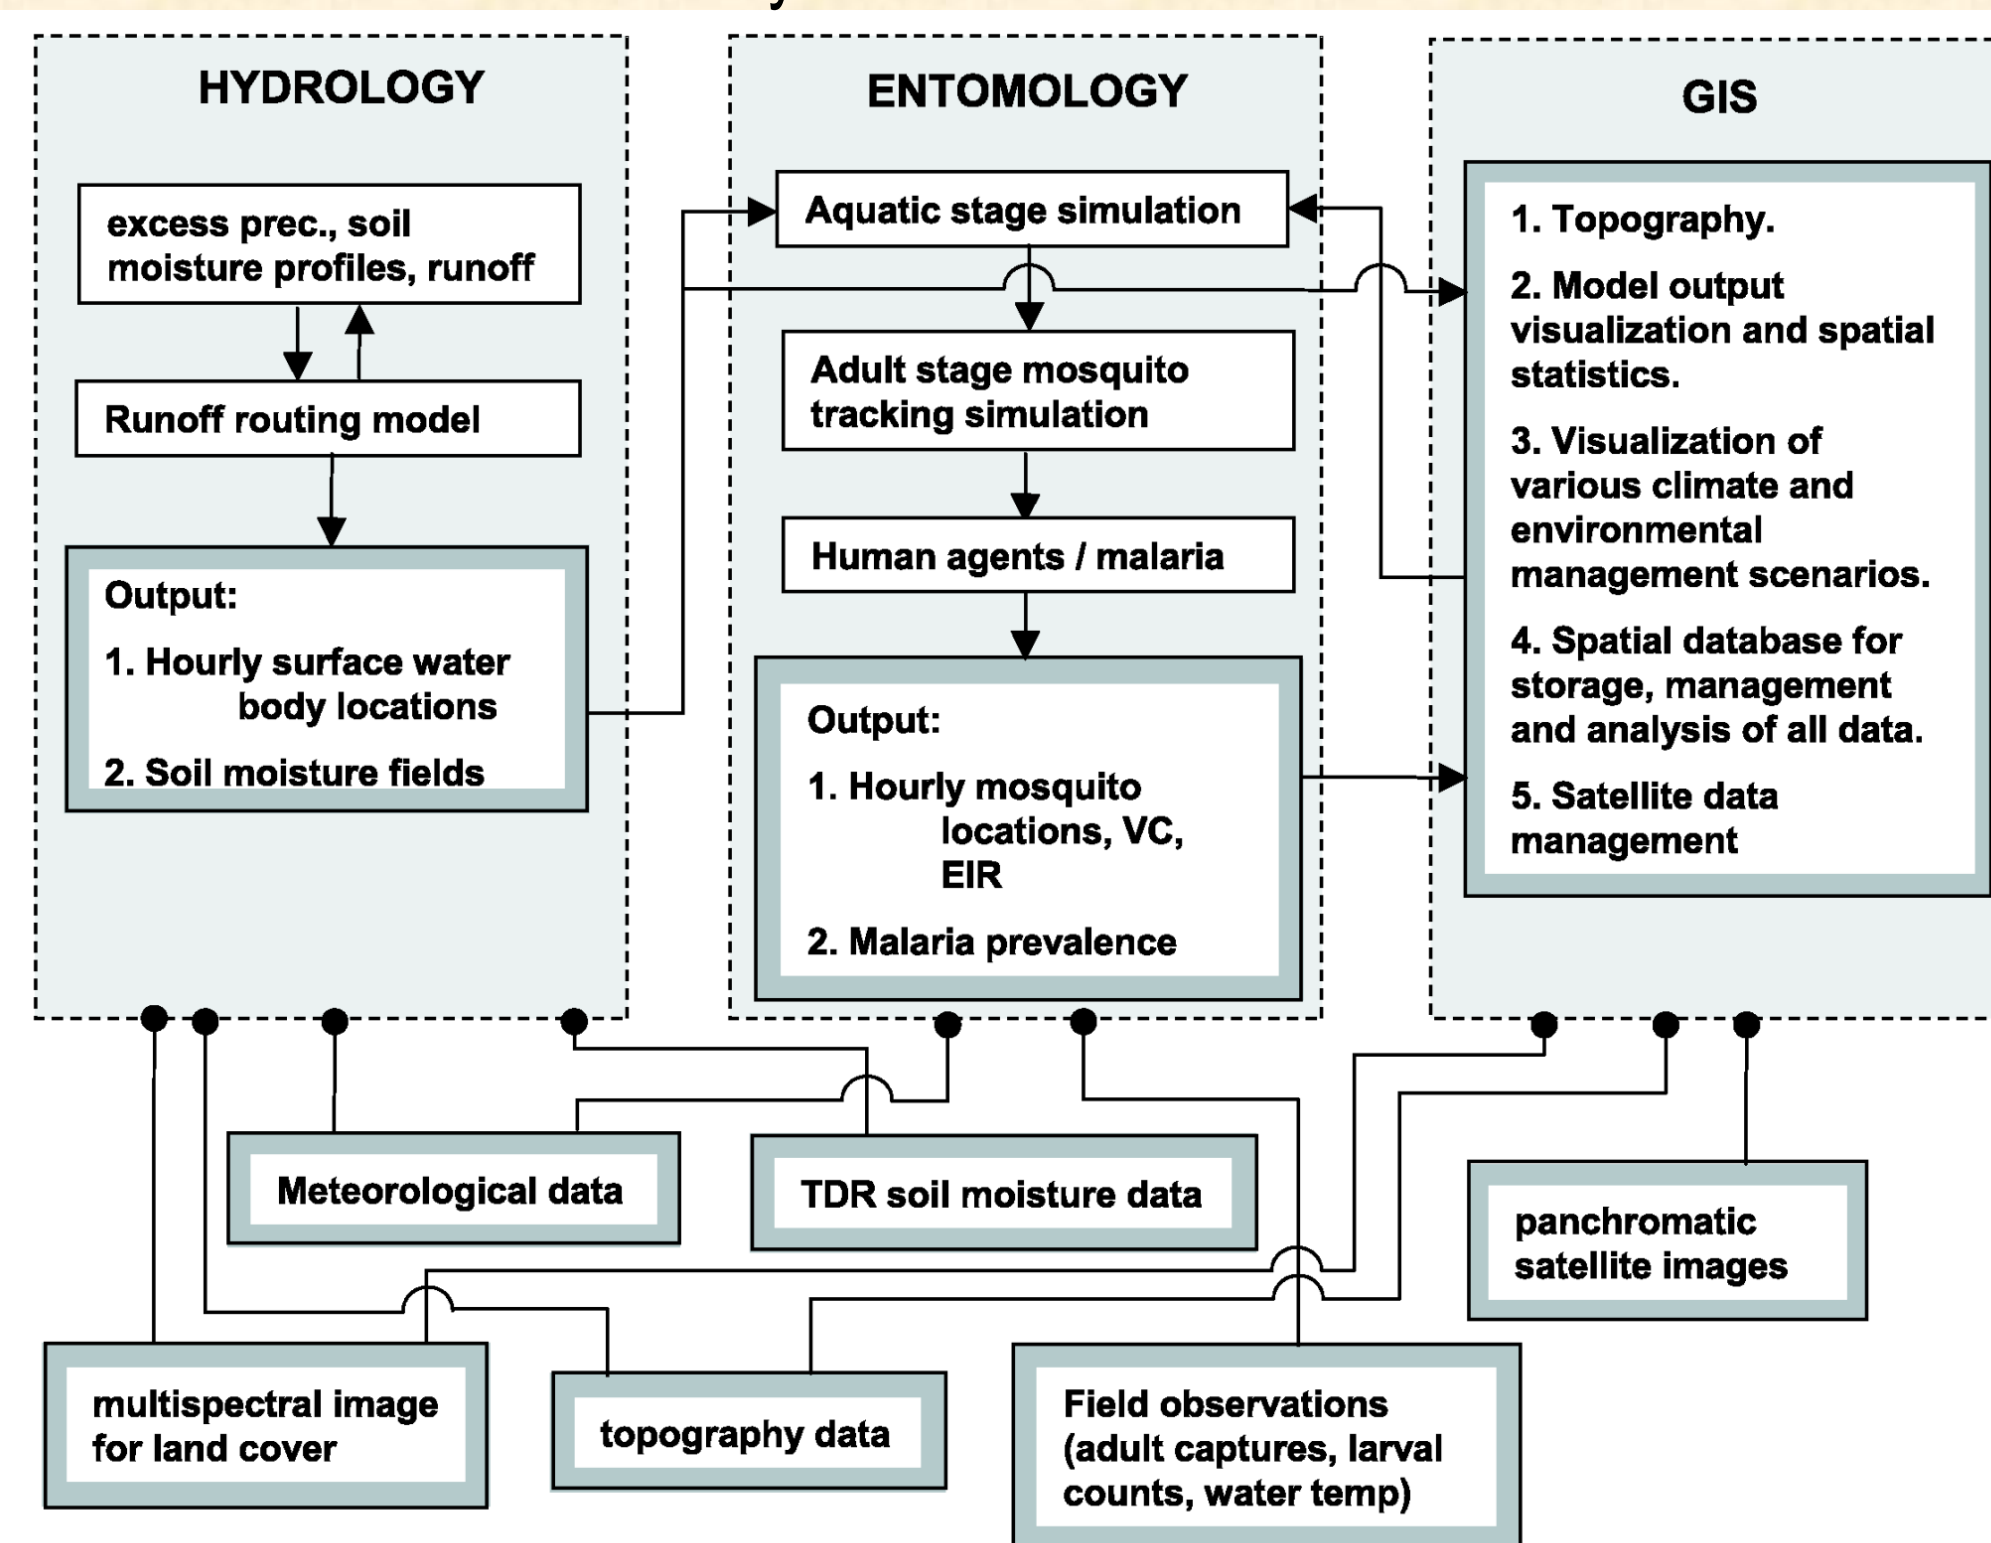 HYDROLOGY
excess prec., soil
moisture profiles, runoff
Runoff routing model
Output:
1. Hourly surface water
body locations
2. Soil moisture fields
ENTOMOLOGY
Aquatic stage simulation
Adult stage mosquito
tracking simulation
Human agents / malaria
Output:
1. Hourly mosquito
locations, VC,
EIR
2. Malaria prevalence
GIS
1. Topography.
2. Model output
visualization and spatial
statistics.
3. Visualization of
various climate and
environmental
management scenarios.
4. Spatial database for
storage, management
and analysis of all data.
5. Satellite data
management
Meteorological data
TDR soil moisture data
panchromatic
satellite images
multispectral image
for land cover
topography data
Field observations
(adult captures, larval
counts, water temp)